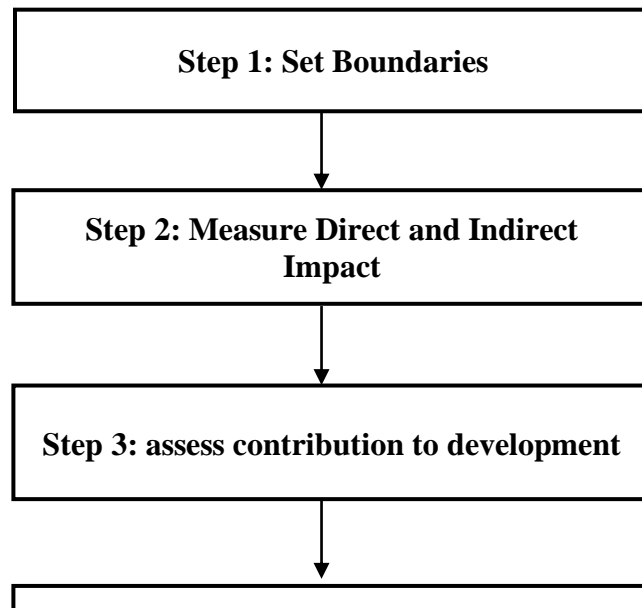 Step 1: Set Boundaries
Step 2: Measure Direct and Indirect
Impact
Step 3: assess contribution to development